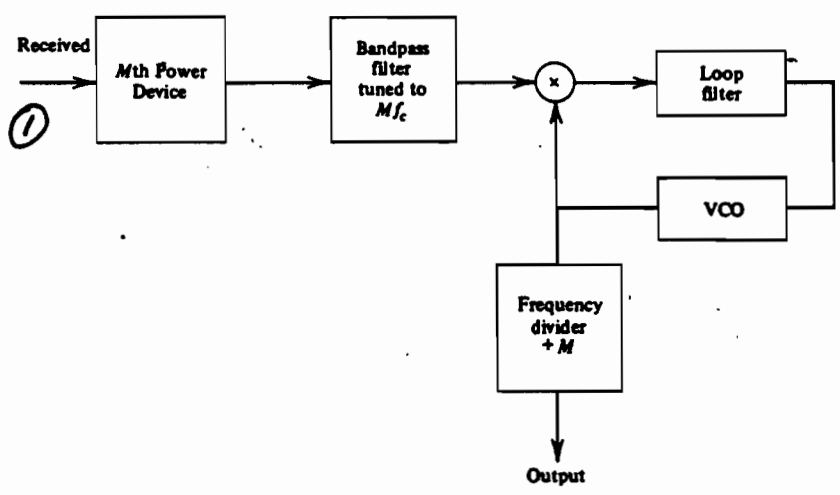 Received
Mth Power
Device
Bandpass
filter
tuned to
Mf_c
×
Loop
filter
VCO
Frequency
divider
+ M
Output
1